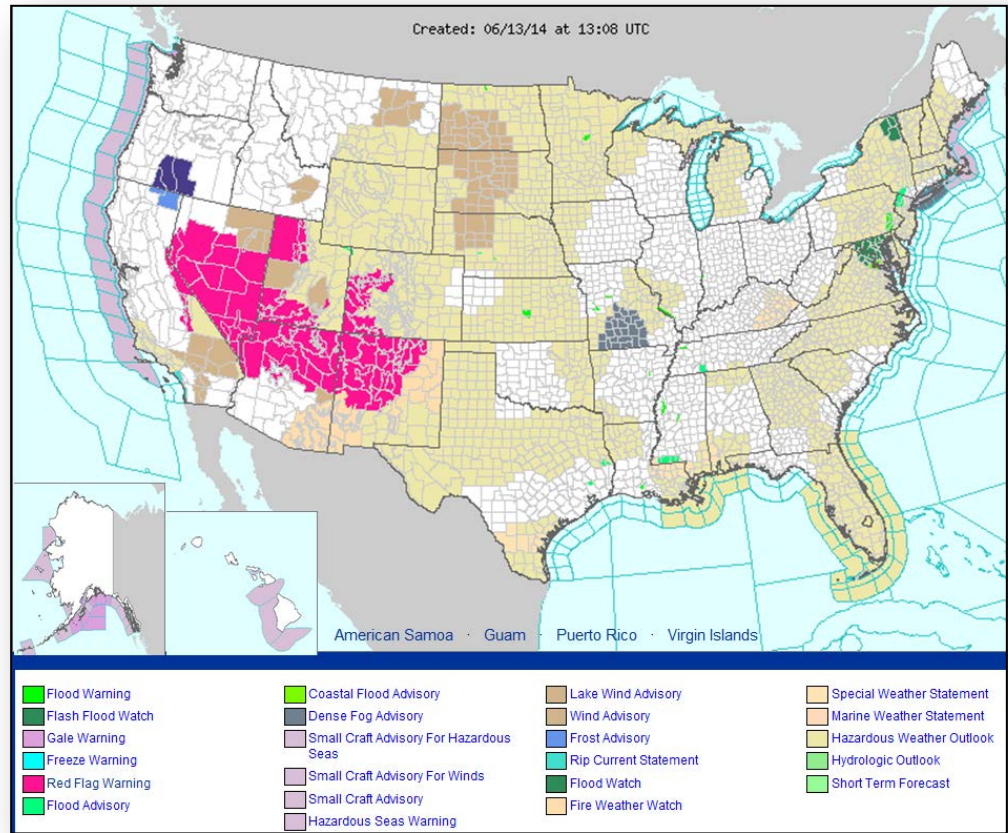 Created: 06/13/14 at 13:08 UTC
American Samoa · Guam · Puerto Rico · Virgin Islands
Flood Warning
Flash Flood Watch
Gale Warning
Freeze Warning
Red Flag Warning
Flood Advisory
Coastal Flood Advisory
Dense Fog Advisory
Small Craft Advisory For Hazardous
Seas
Small Craft Advisory For Winds
Small Craft Advisory
Hazardous Seas Warning
Lake Wind Advisory
Wind Advisory
Frost Advisory
Rip Current Statement
Flood Watch
Fire Weather Watch
Special Weather Statement
Marine Weather Statement
Hazardous Weather Outlook
Hydrologic Outlook
Short Term Forecast